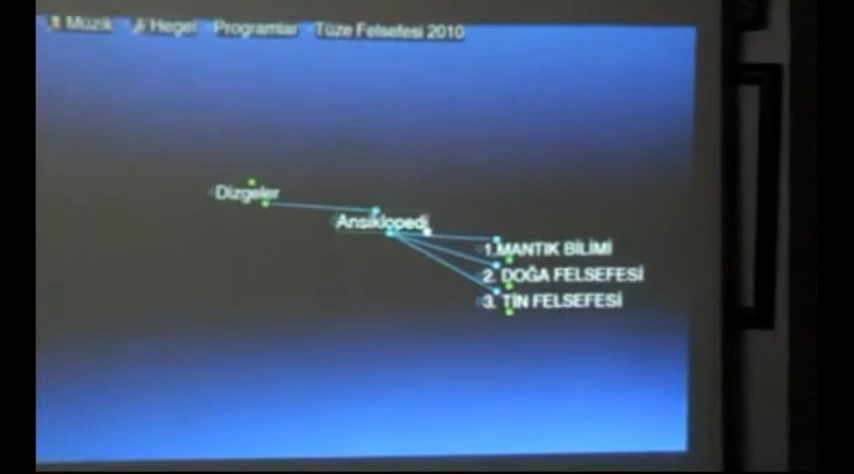 Müzik Hegel Programlar Tüze Felsefesi 2010
Dizgeler
Ansiklopedi
1.MANTIK BİLİMİ
2. DOĞA FELSEFESİ
3. TİN FELSEFESİ